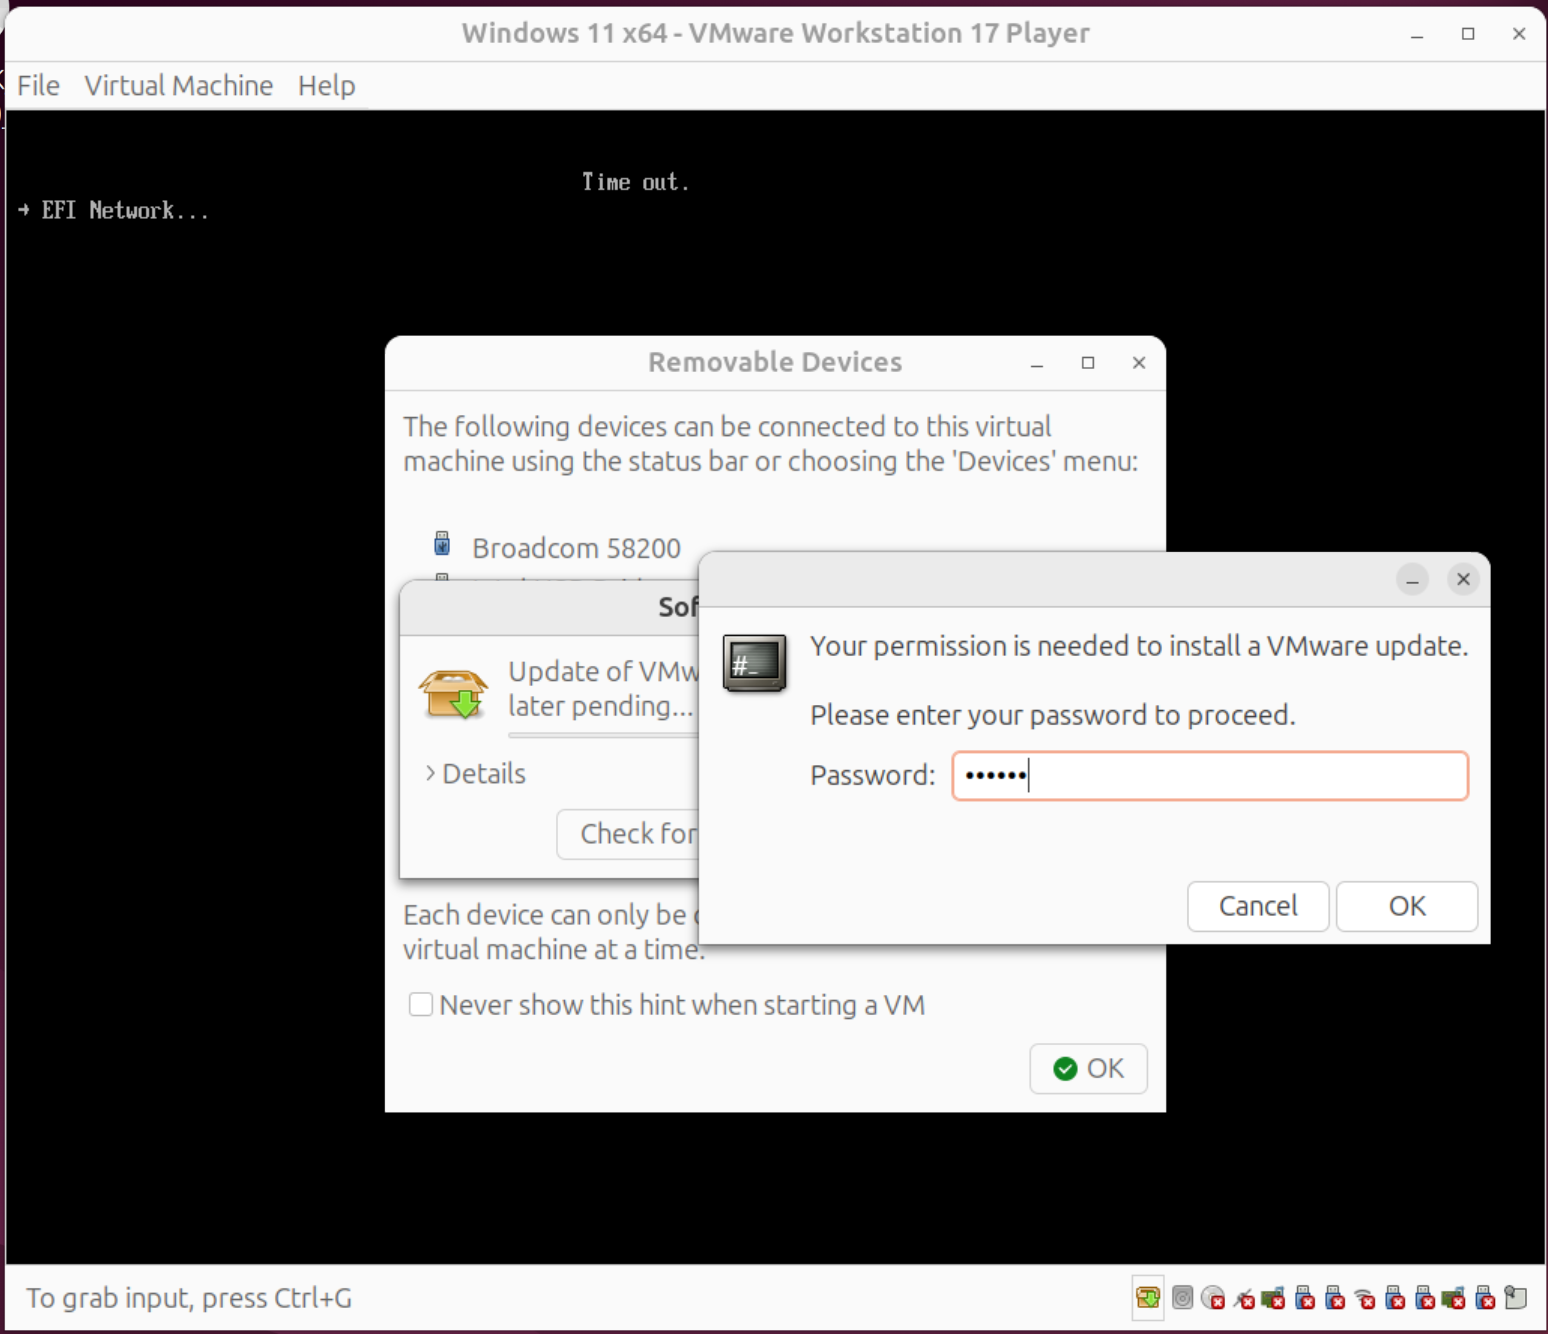 Windows 11 x64 - VMware Workstation 17 Player
File Virtual Machine Help
Time out.
→ EFI Network...
Removable Devices
The following devices can be connected to this virtual
machine using the status bar or choosing the 'Devices' menu:
Broadcom 58200
Sof
Update of VMw
later pending...
> Details
Check for
Your permission is needed to install a VMware update.
#_
Please enter your password to proceed.
Password: ••••••
Cancel OK
Each device can only be
virtual machine at a time.
Never show this hint when starting a VM
OK
To grab input, press Ctrl+G